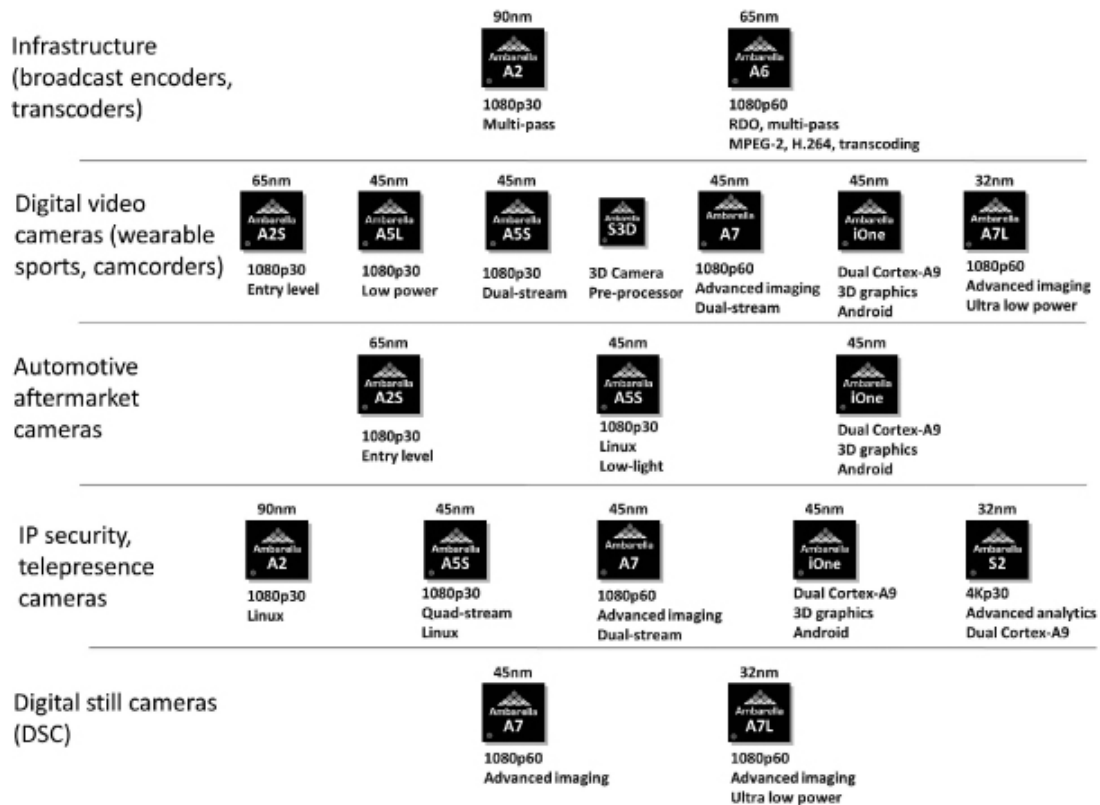 Infrastructure
(broadcast encoders,
transcoders)
90nm
Ambarella
A2
1080p30
Multi-pass
65nm
Ambarella
A6
1080p60
RDO, multi-pass
MPEG-2, H.264, transcoding
Digital video
cameras (wearable
sports, camcorders)
65nm
Ambarella
A2S
1080p30
Entry level
45nm
Ambarella
A5L
1080p30
Low power
45nm
Ambarella
A5S
1080p30
Dual-stream
Ambarella
S3D
3D Camera
Pre-processor
45nm
Ambarella
A7
1080p60
Advanced imaging
Dual-stream
45nm
Ambarella
iOne
Dual Cortex-A9
3D graphics
Android
32nm
Ambarella
A7L
1080p60
Advanced imaging
Ultra low power
Automotive
aftermarket
cameras
65nm
Ambarella
A2S
1080p30
Entry level
45nm
Ambarella
A5S
1080p30
Linux
Low-light
45nm
Ambarella
iOne
Dual Cortex-A9
3D graphics
Android
IP security,
telepresence
cameras
90nm
Ambarella
A2
1080p30
Linux
45nm
Ambarella
A5S
1080p30
Quad-stream
Linux
45nm
Ambarella
A7
1080p60
Advanced imaging
Dual-stream
45nm
Ambarella
iOne
Dual Cortex-A9
3D graphics
Android
32nm
Ambarella
S2
4Kp30
Advanced analytics
Dual Cortex-A9
Digital still cameras
(DSC)
45nm
Ambarella
A7
1080p60
Advanced imaging
32nm
Ambarella
A7L
1080p60
Advanced imaging
Ultra low power